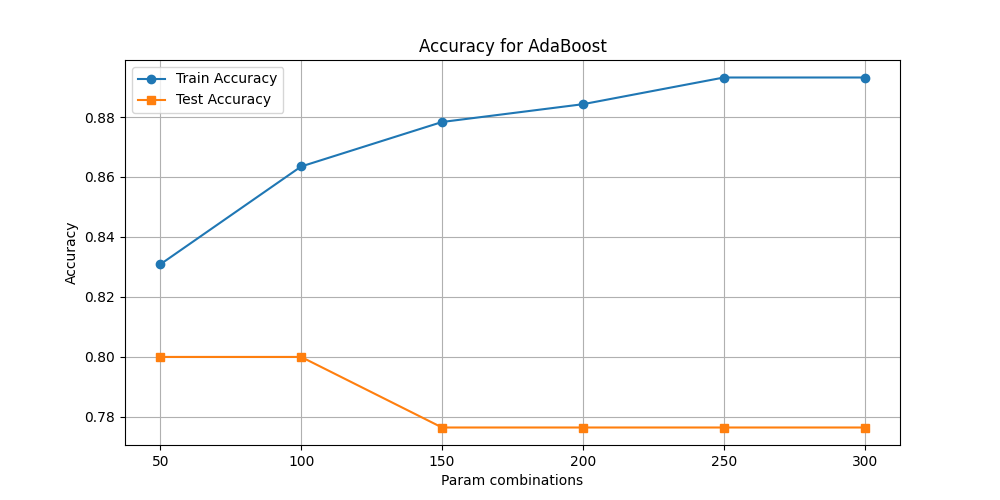 Accuracy for AdaBoost
Train Accuracy
Test Accuracy
Accuracy
0.88
0.86
0.84
0.82
0.80
0.78
50 100 150 200 250 300
Param combinations